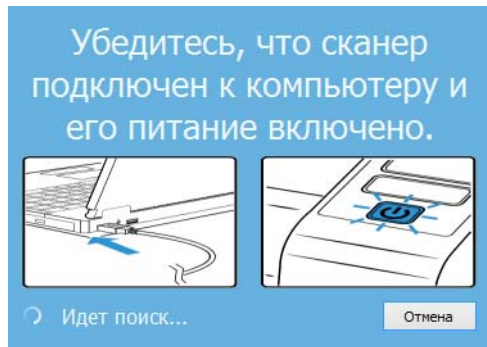 Убедитесь, что сканер
подключен к компьютеру и
его питание включено.
Идет поиск...
Отмена